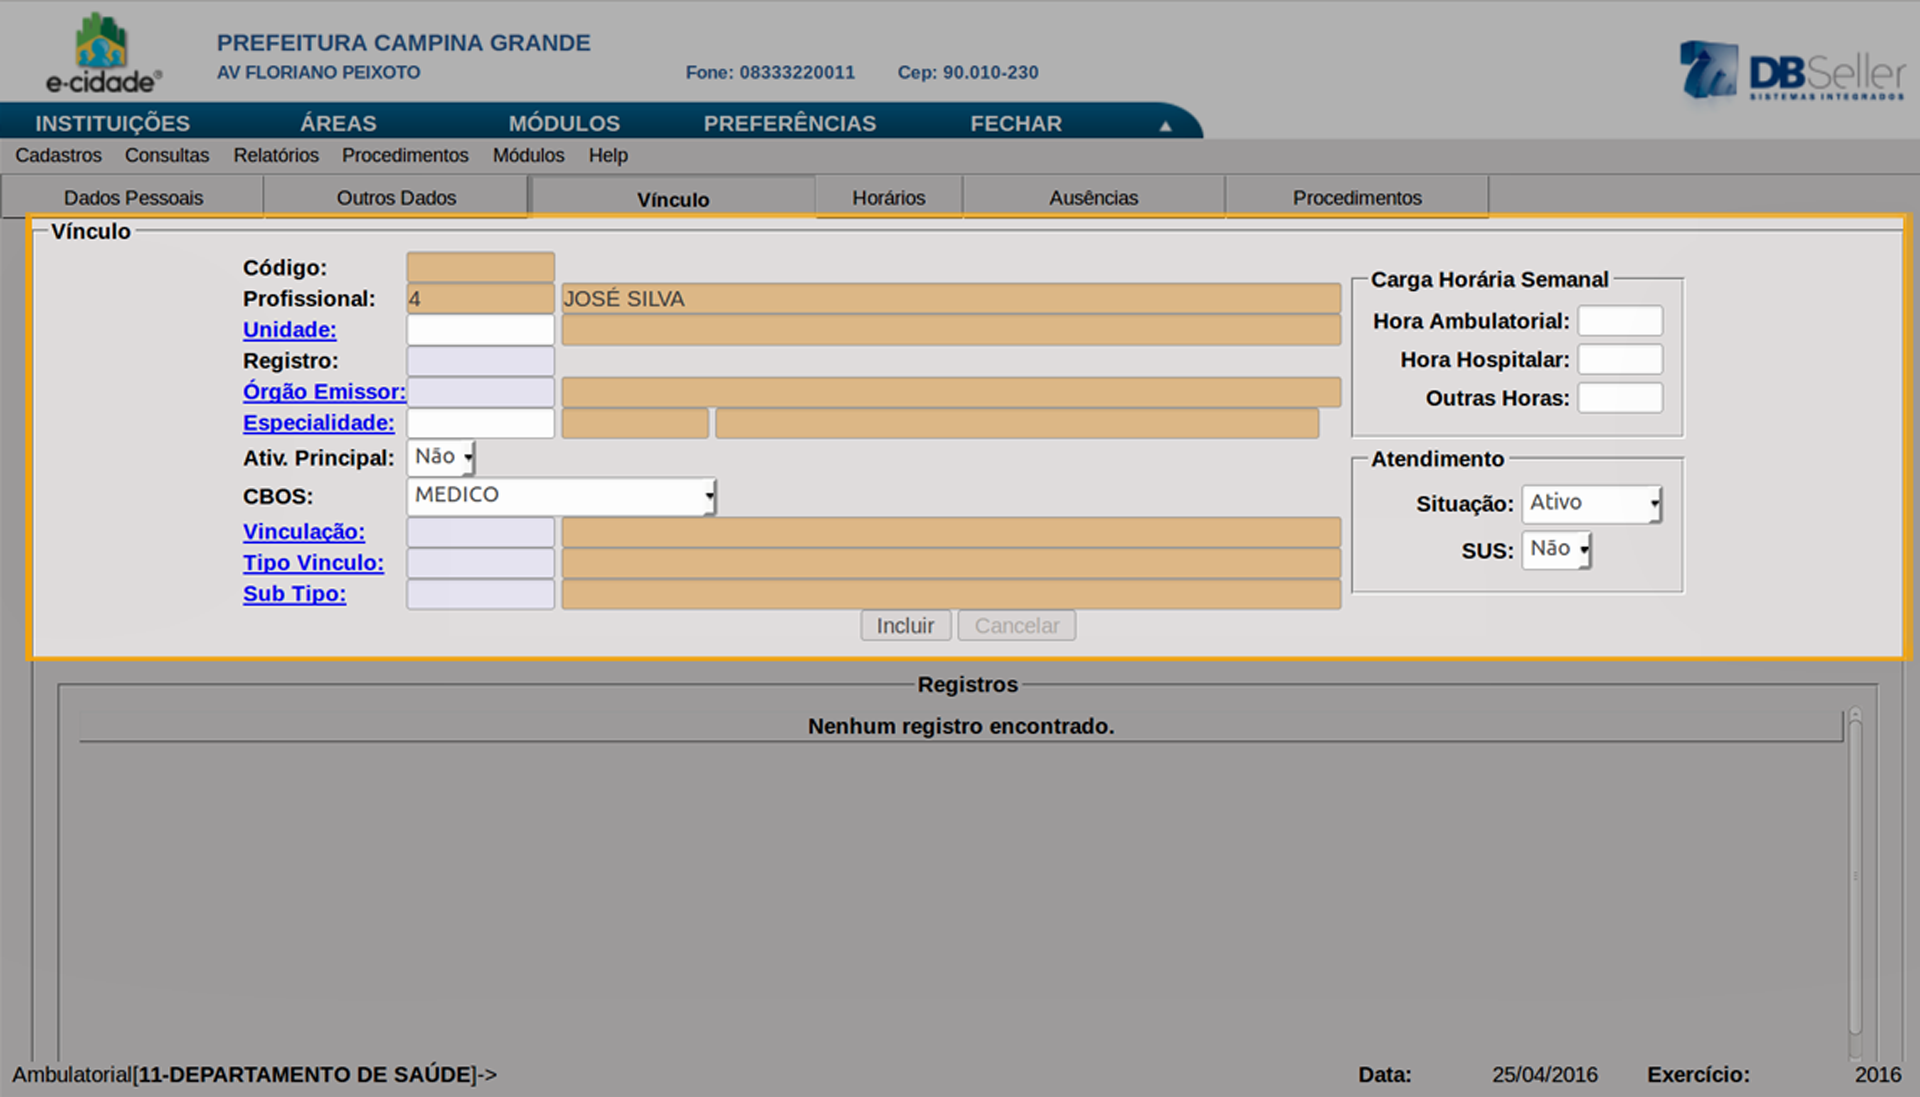 e-cidade®
PREFEITURA CAMPINA GRANDE
AV FLORIANO PEIXOTO Fone: 08333220011 Cep: 90.010-230
DBSeller
SISTEMAS INTEGRADOS
INSTITUIÇÕES ÁREAS MÓDULOS PREFERÊNCIAS FECHAR
Cadastros Consultas Relatórios Procedimentos Módulos Help
Dados Pessoais Outros Dados Vínculo Horários Ausências Procedimentos
Vínculo
Código:
Profissional: 4 JOSÉ SILVA
Unidade:
Registro:
Órgão Emissor:
Especialidade:
Ativ. Principal: Não
CBOS: MEDICO
Vinculação:
Tipo Vinculo:
Sub Tipo:
Carga Horária Semanal
Hora Ambulatorial:
Hora Hospitalar:
Outras Horas:
Atendimento
Situação: Ativo
SUS: Não
Incluir Cancelar
Registros
Nenhum registro encontrado.
Ambulatorial[11-DEPARTAMENTO DE SAÚDE]-> Data: 25/04/2016 Exercício: 2016